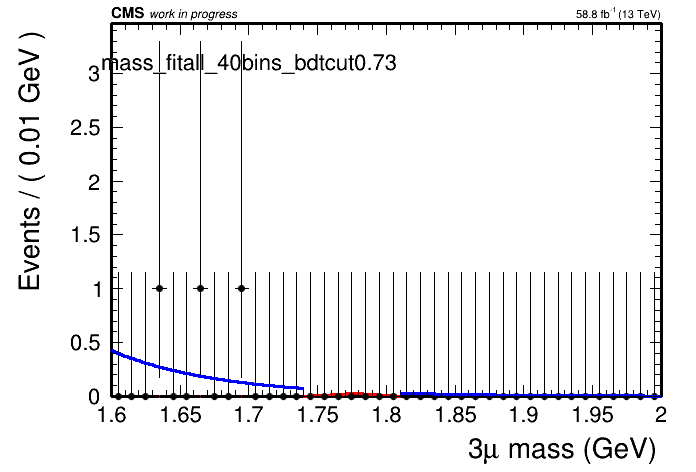 CMS work in progress
58.8 fb⁻¹ (13 TeV)
mass_fitall_40bins_bdtcut0.73
Events / ( 0.01 GeV )
3
2.5
2
1.5
1
0.5
0
1.6 1.65 1.7 1.75 1.8 1.85 1.9 1.95 2
3μ mass (GeV)